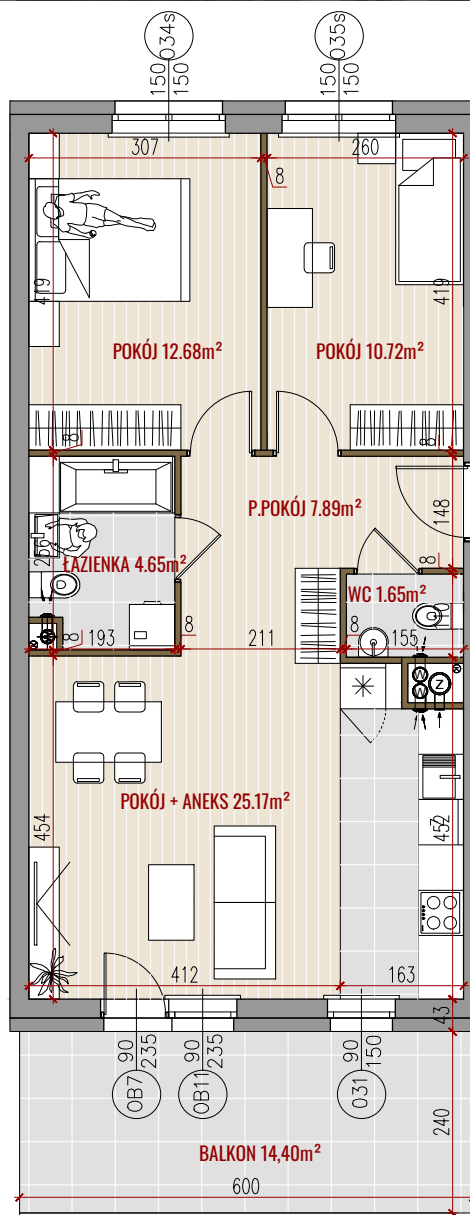 150 034s 150
150 035s 150
307
260
8
419
419
POKÓJ 12.68m²
POKÓJ 10.72m²
8
8
P.POKÓJ 7.89m²
148
ŁAZIENKA 4.65m²
8
WC 1.65m²
8
193
8
211
8
155
Z
POKÓJ + ANEKS 25.17m²
454
452
412
163
43
90 235
90 235
90 150
OB7
OB11
031
240
BALKON 14,40m²
600